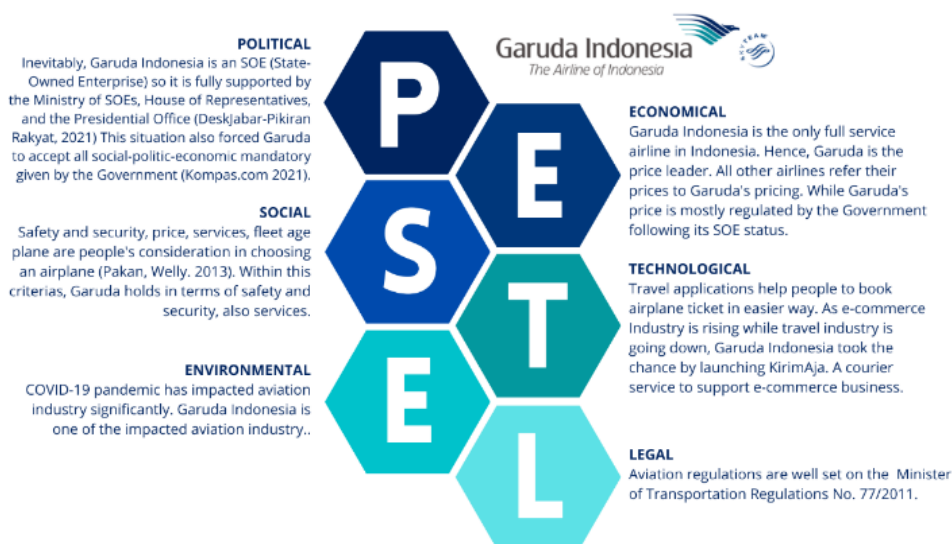 Garuda Indonesia
The Airline of Indonesia
SKYTEAM
P
POLITICAL
Inevitably, Garuda Indonesia is an SOE (State-
Owned Enterprise) so it is fully supported by
the Ministry of SOEs, House of Representatives,
and the Presidential Office (DeskJabar-Pikiran
Rakyat, 2021) This situation also forced Garuda
to accept all social-politic-economic mandatory
given by the Government (Kompas.com 2021).
E
ECONOMICAL
Garuda Indonesia is the only full service
airline in Indonesia. Hence, Garuda is the
price leader. All other airlines refer their
prices to Garuda's pricing. While Garuda's
price is mostly regulated by the Government
following its SOE status.
S
SOCIAL
Safety and security, price, services, fleet age
plane are people's consideration in choosing
an airplane (Pakan, Welly. 2013). Within this
criterias, Garuda holds in terms of safety and
security, also services.
T
TECHNOLOGICAL
Travel applications help people to book
airplane ticket in easier way. As e-commerce
Industry is rising while travel industry is
going down, Garuda Indonesia took the
chance by launching KirimAja. A courier
service to support e-commerce business.
E
ENVIRONMENTAL
COVID-19 pandemic has impacted aviation
industry significantly. Garuda Indonesia is
one of the impacted aviation industry..
L
LEGAL
Aviation regulations are well set on the Minister
of Transportation Regulations No. 77/2011.